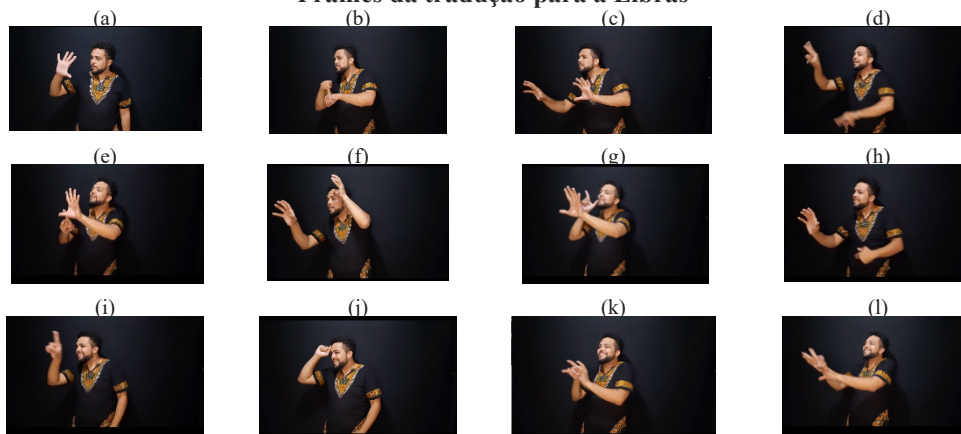 Frames da tradução para a Libras
(a) (b) (c) (d)
(e) (f) (g) (h)
(i) (j) (k) (l)